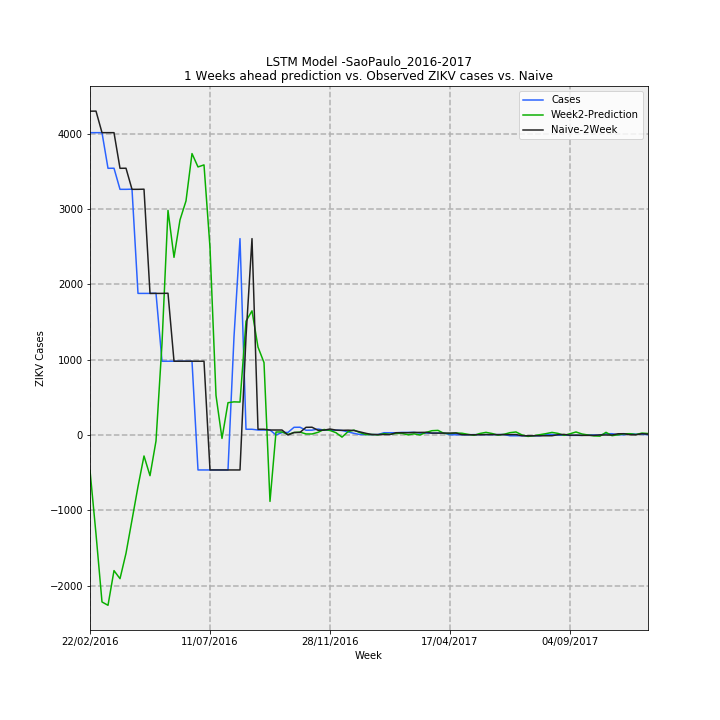 LSTM Model -SaoPaulo_2016-2017
1 Weeks ahead prediction vs. Observed ZIKV cases vs. Naive
Cases
Week2-Prediction
Naive-2Week
4000
3000
2000
1000
0
−1000
−2000
ZIKV Cases
22/02/2016
11/07/2016
28/11/2016
17/04/2017
04/09/2017
Week